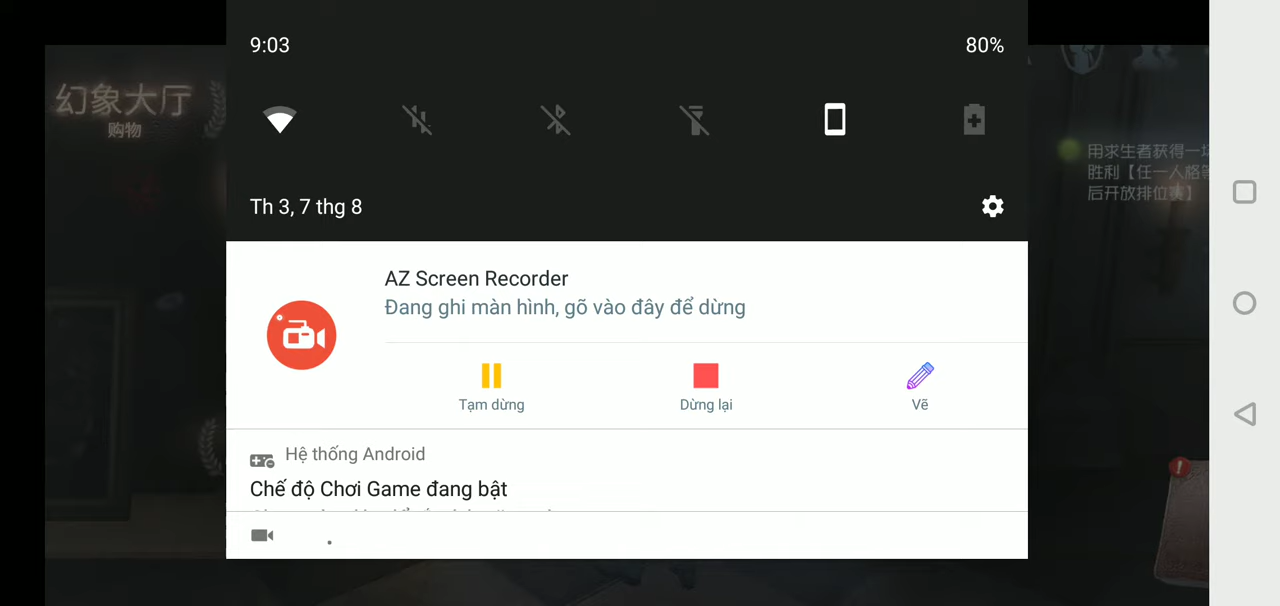 9:03
80%
幻象大厅
购物
用求生者获得一场
胜利【任一人格等
后开放排位赛】
Th 3, 7 thg 8
AZ Screen Recorder
Đang ghi màn hình, gõ vào đây để dừng
Tạm dừng
Dừng lại
Vẽ
Hệ thống Android
Chế độ Chơi Game đang bật